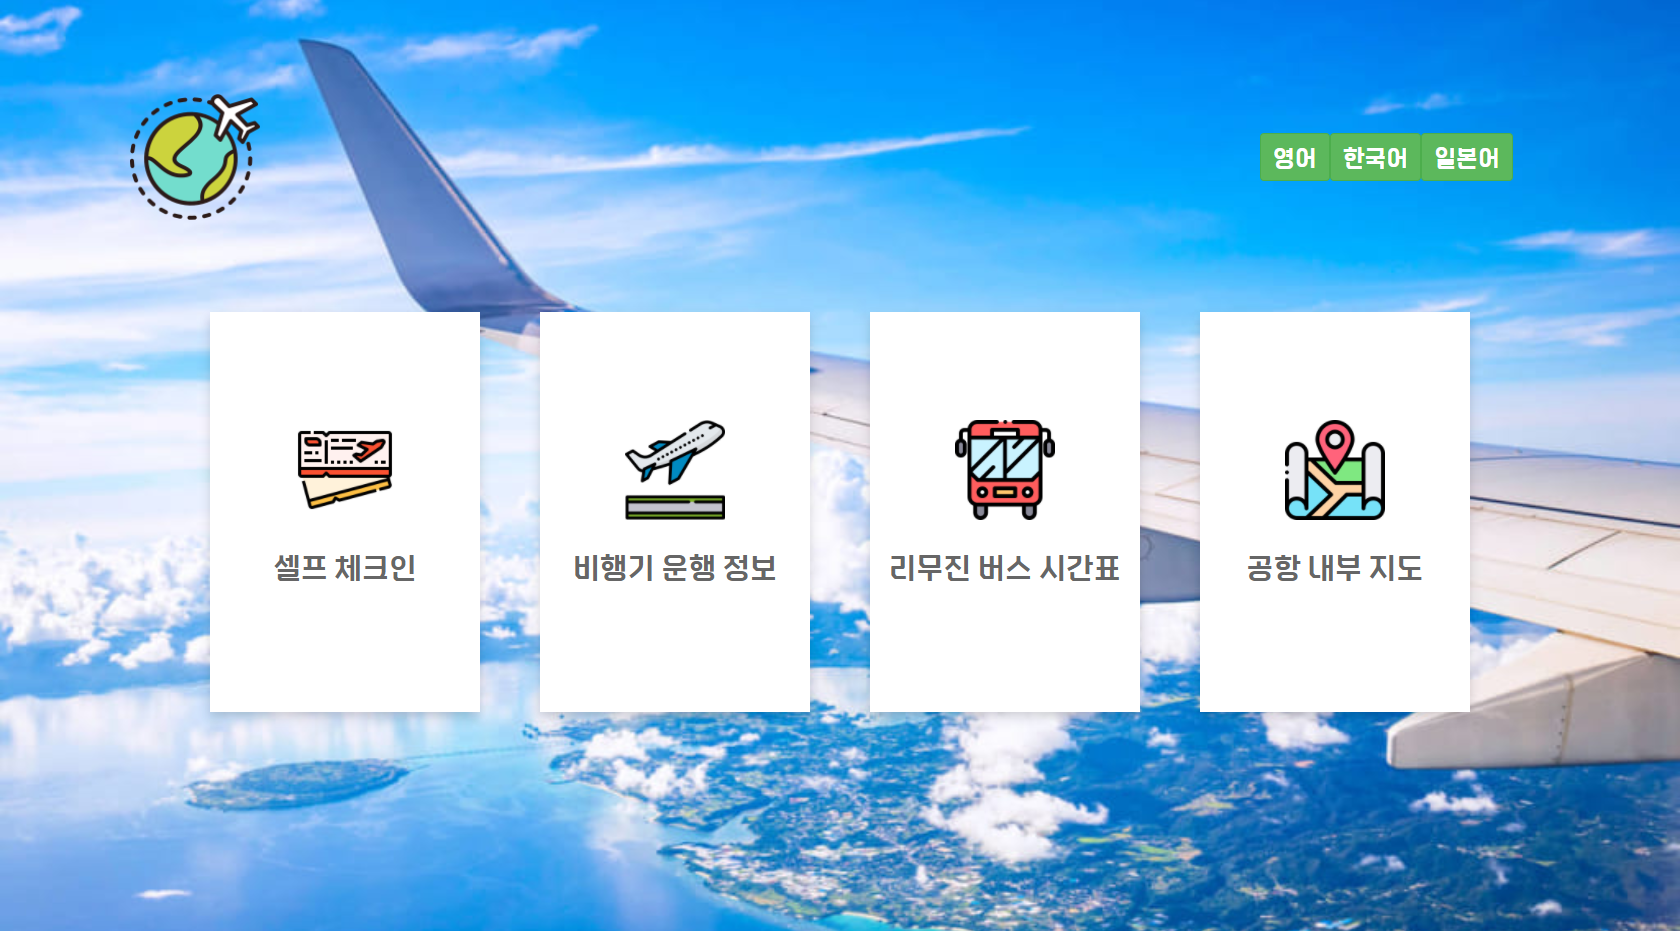 영어 한국어 일본어
셀프 체크인
비행기 운행 정보
리무진 버스 시간표
공항 내부 지도